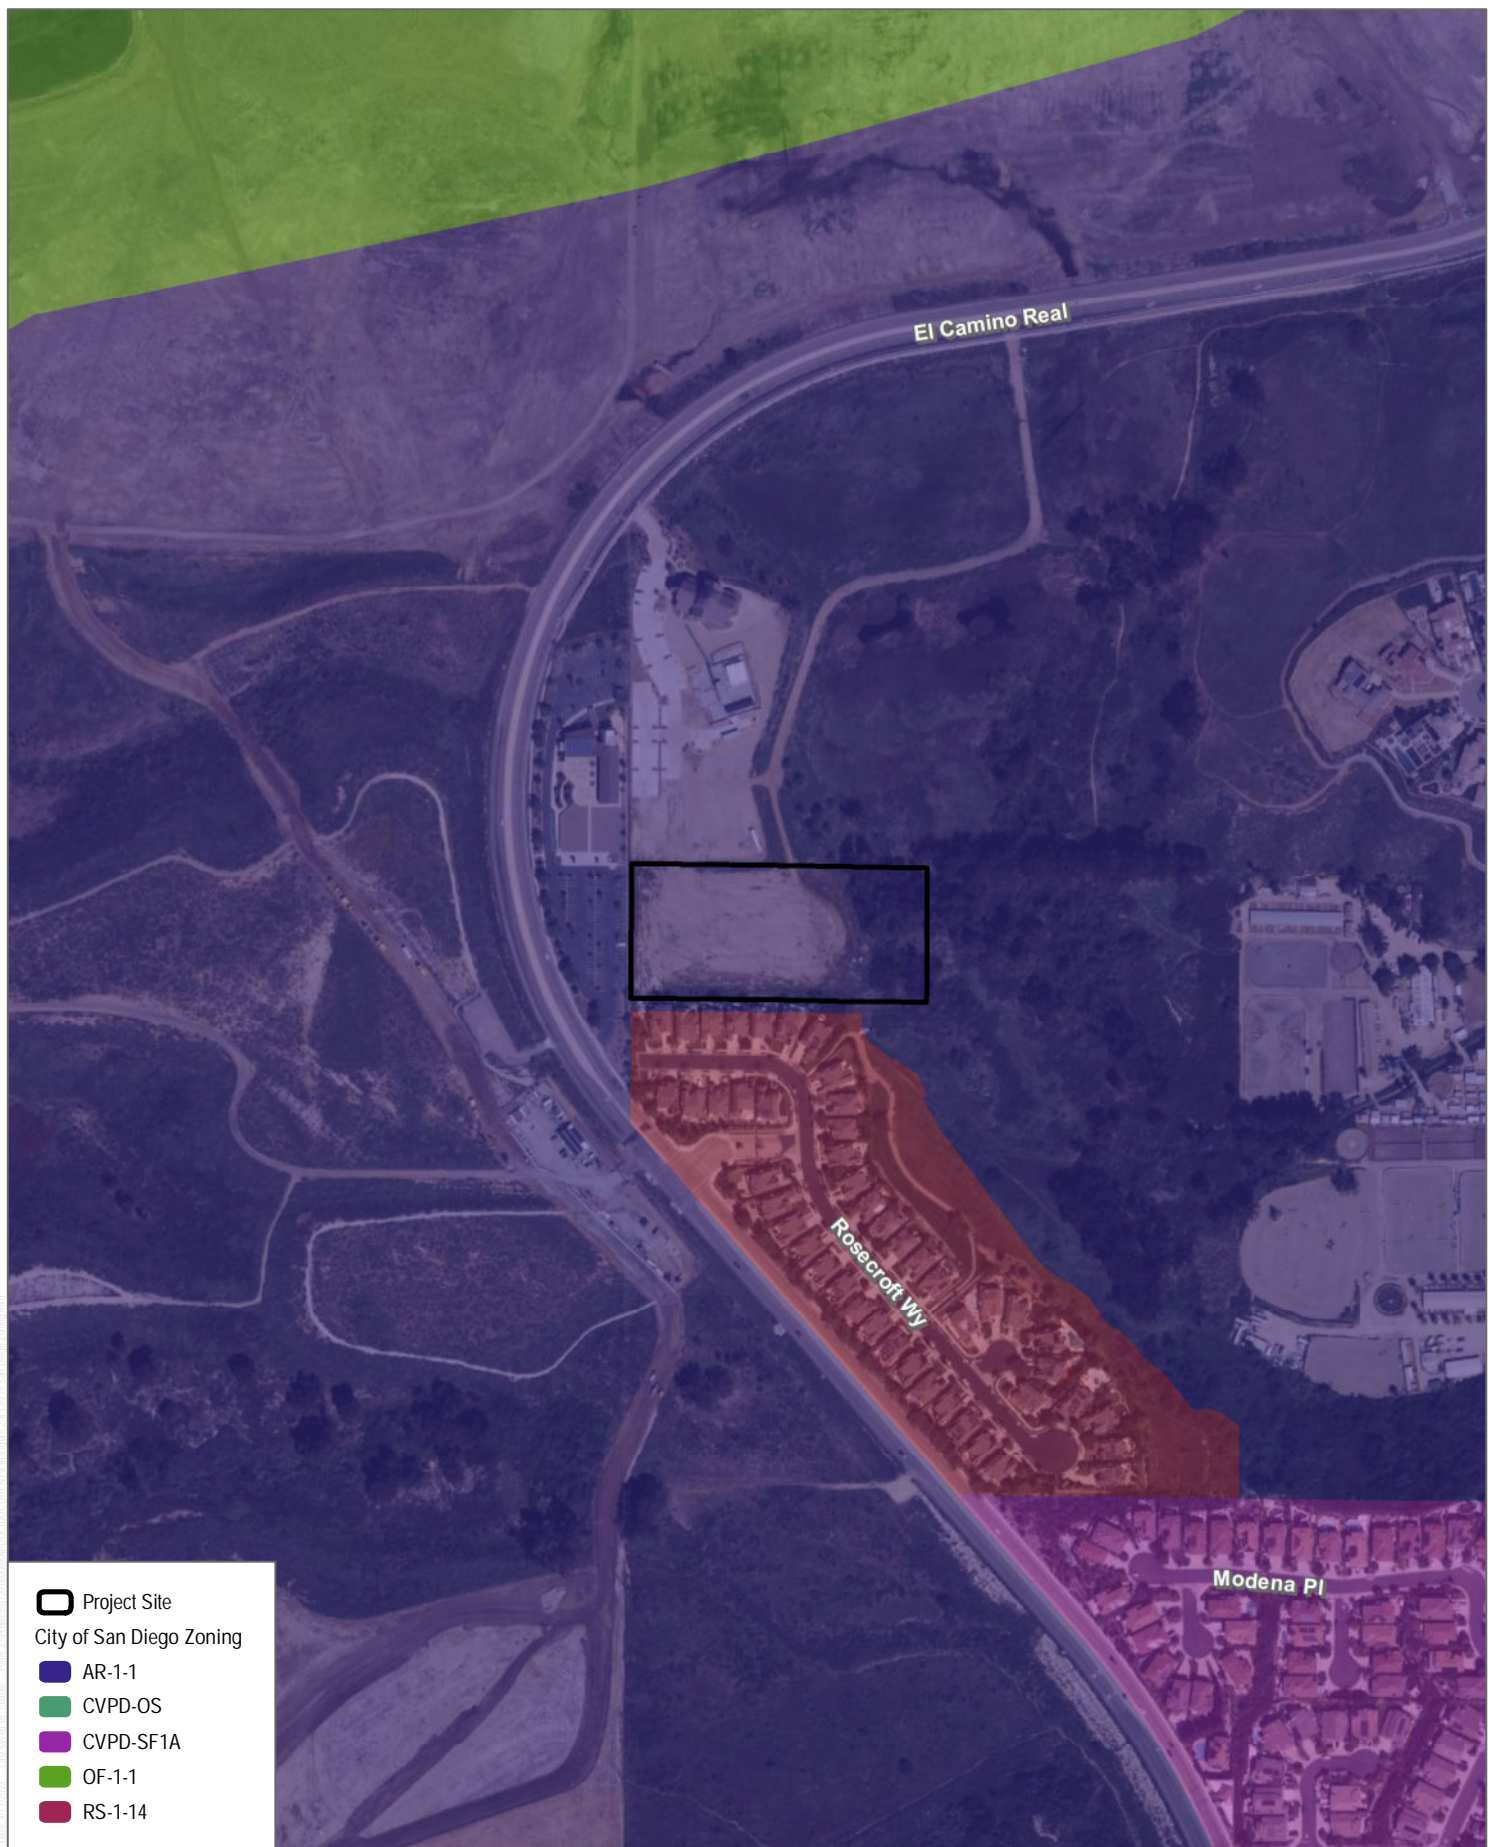 El Camino Real
Rosecroft Wy
Modena Pl
Project Site
City of San Diego Zoning
AR-1-1
CVPD-OS
CVPD-SF1A
OF-1-1
RS-1-14